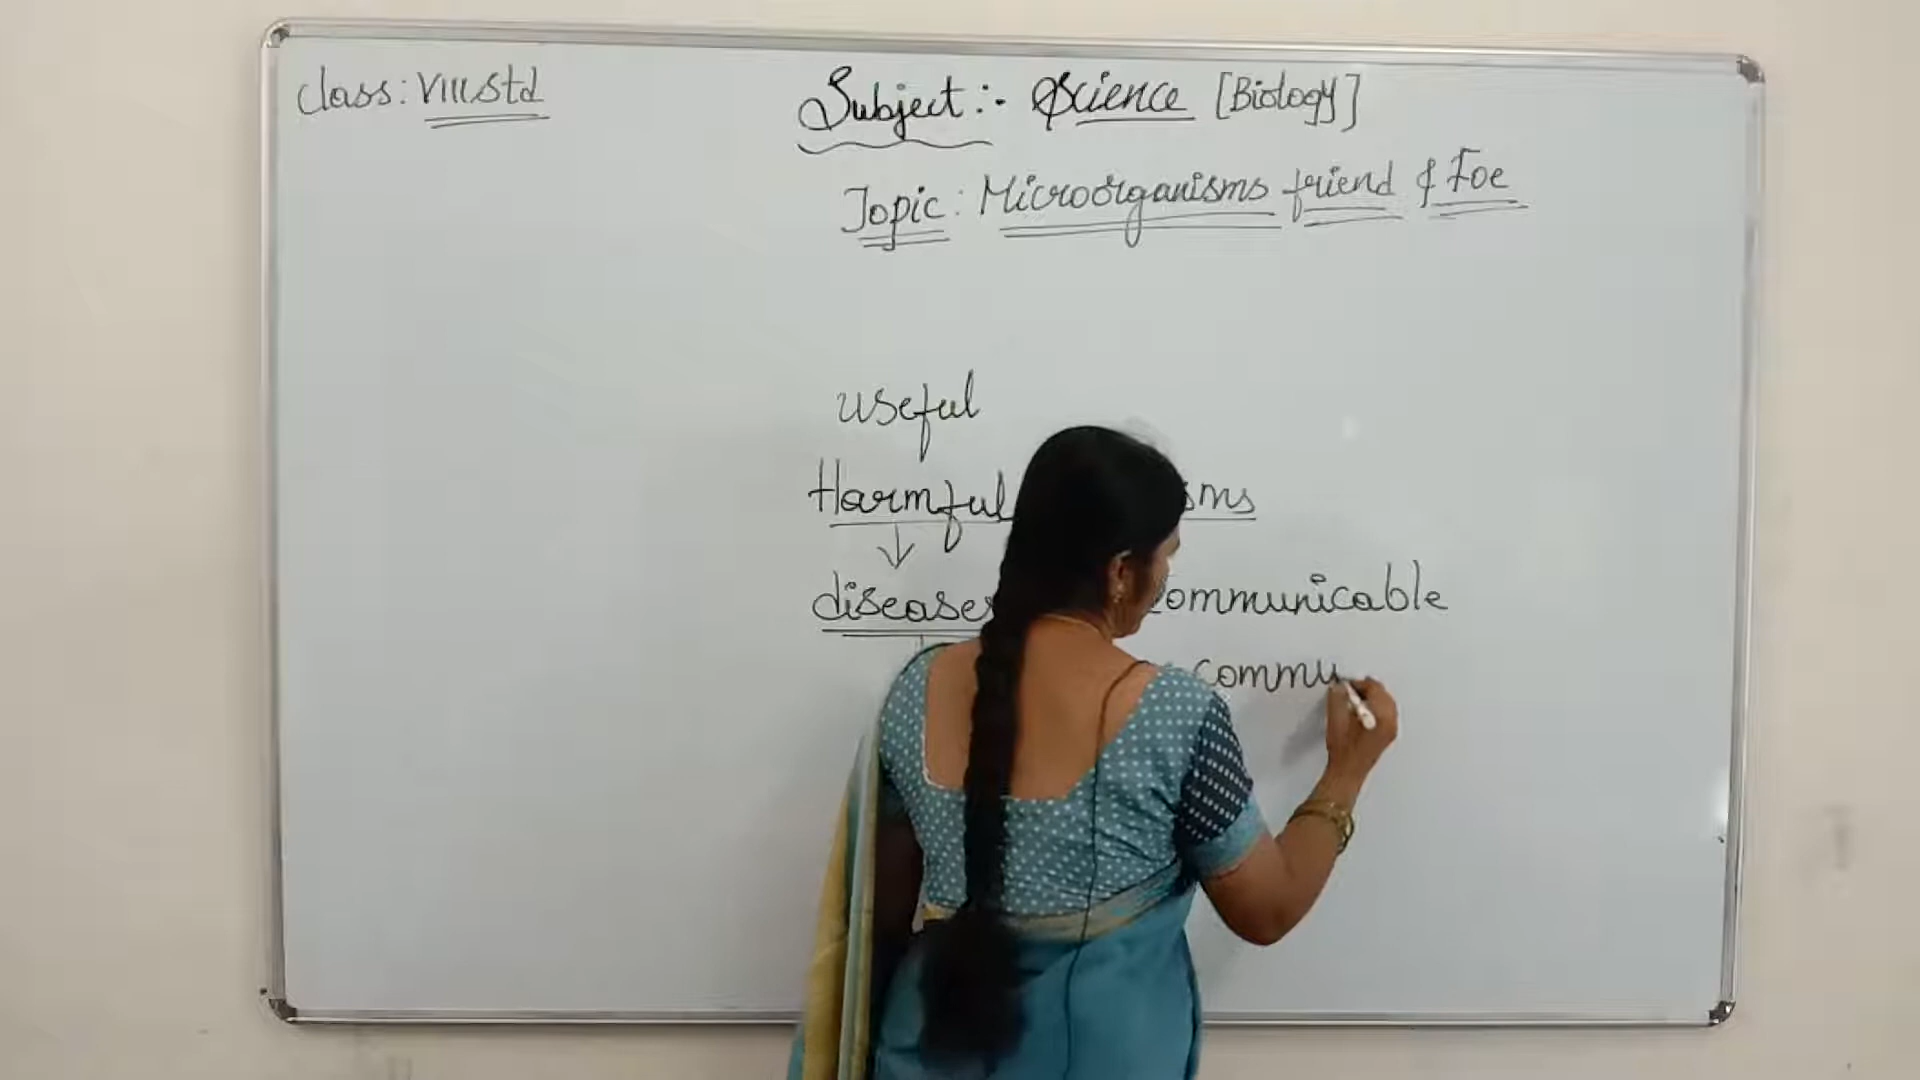 class: VIII Std
Subject :- Science [Biology]
Topic: Microorganisms friend & Foe
useful
Harmful
diseases communicable
commu